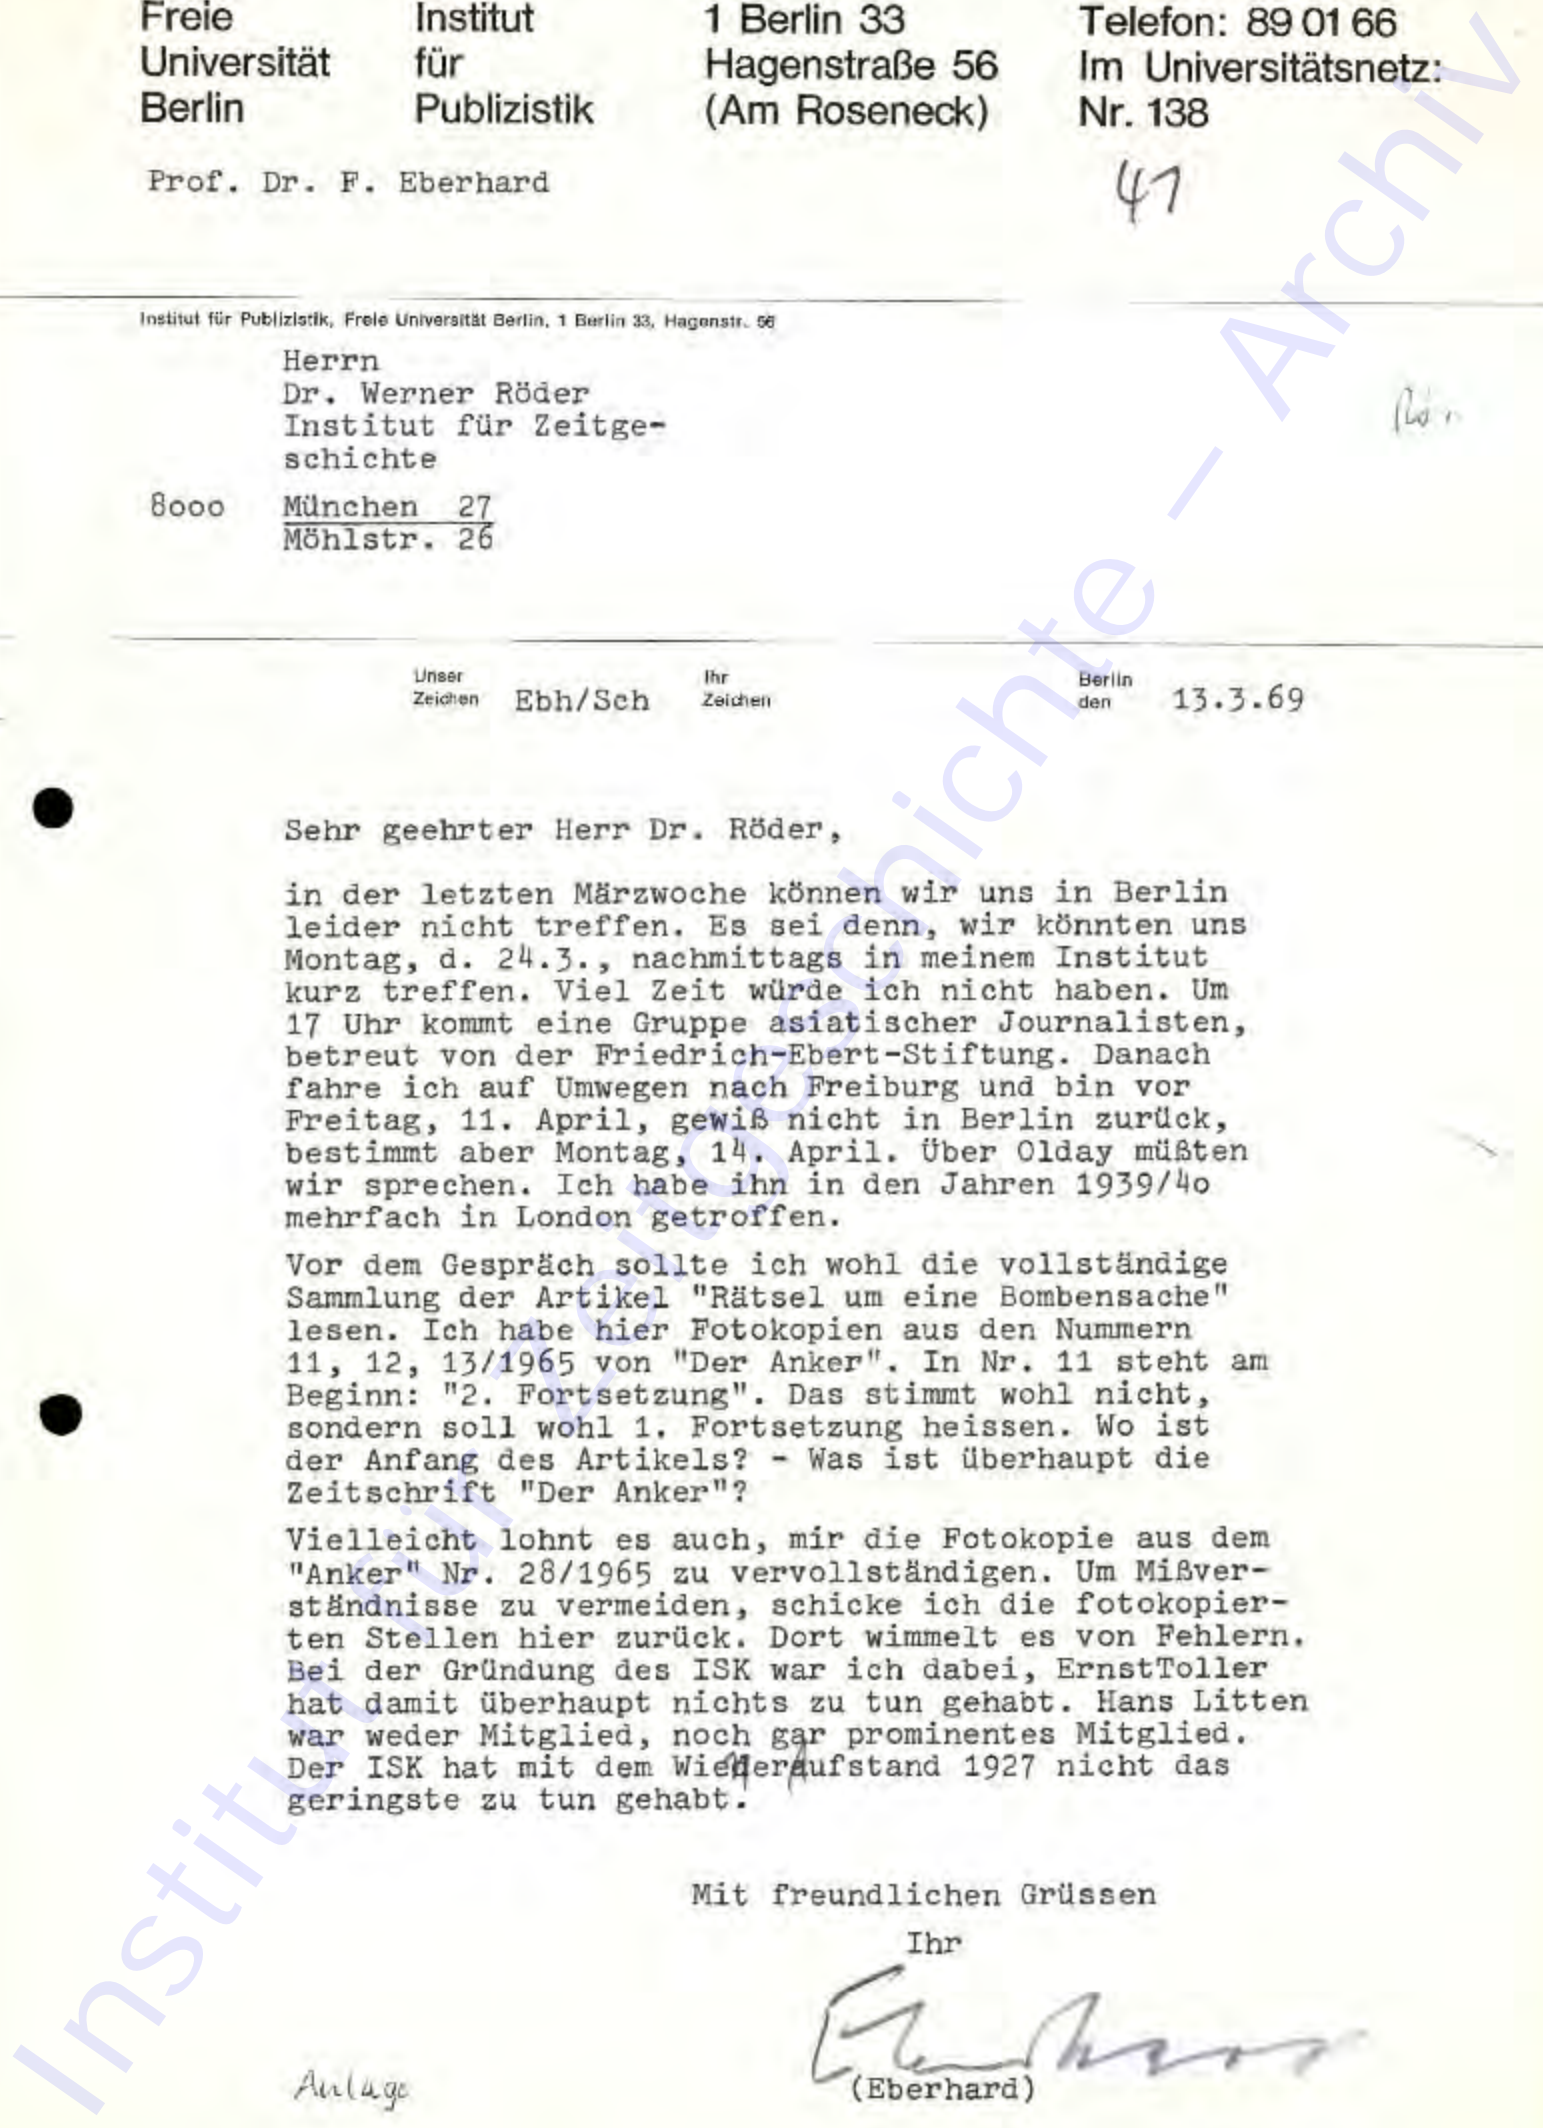 Freie Institut 1 Berlin 33 Telefon: 89 01 66
Universität für Hagenstraße 56 Im Universitätsnetz:
Berlin Publizistik (Am Roseneck) Nr. 138
Prof. Dr. F. Eberhard
41
Institut für Publizistik, Freie Universität Berlin, 1 Berlin 33, Hagenstr. 56
Herrn
Dr. Werner Röder
Institut für Zeitge-
schichte
8000 München 27
Möhlstr. 26
Unser Zeichen Ebh/Sch Ihr Zeichen Berlin den 13.3.69
Sehr geehrter Herr Dr. Röder,
in der letzten Märzwoche können wir uns in Berlin
leider nicht treffen. Es sei denn, wir könnten uns
Montag, d. 24.3., nachmittags in meinem Institut
kurz treffen. Viel Zeit würde ich nicht haben. Um
17 Uhr kommt eine Gruppe asiatischer Journalisten,
betreut von der Friedrich-Ebert-Stiftung. Danach
fahre ich auf Umwegen nach Freiburg und bin vor
Freitag, 11. April, gewiß nicht in Berlin zurück,
bestimmt aber Montag, 14. April. Über Olday müßten
wir sprechen. Ich habe ihn in den Jahren 1939/4o
mehrfach in London getroffen.
Vor dem Gespräch sollte ich wohl die vollständige
Sammlung der Artikel "Rätsel um eine Bombensache"
lesen. Ich habe hier Fotokopien aus den Nummern
11, 12, 13/1965 von "Der Anker". In Nr. 11 steht am
Beginn: "2. Fortsetzung". Das stimmt wohl nicht,
sondern soll wohl 1. Fortsetzung heissen. Wo ist
der Anfang des Artikels? - Was ist überhaupt die
Zeitschrift "Der Anker"?
Vielleicht lohnt es auch, mir die Fotokopie aus dem
"Anker" Nr. 28/1965 zu vervollständigen. Um Mißver-
ständnisse zu vermeiden, schicke ich die fotokopier-
ten Stellen hier zurück. Dort wimmelt es von Fehlern.
Bei der Gründung des ISK war ich dabei, ErnstToller
hat damit überhaupt nichts zu tun gehabt. Hans Litten
war weder Mitglied, noch gar prominentes Mitglied.
Der ISK hat mit dem Wiener Aufstand 1927 nicht das
geringste zu tun gehabt.
Mit freundlichen Grüssen
Ihr
(Eberhard)
Anlage
Institut für Zeitgeschichte – Archiv